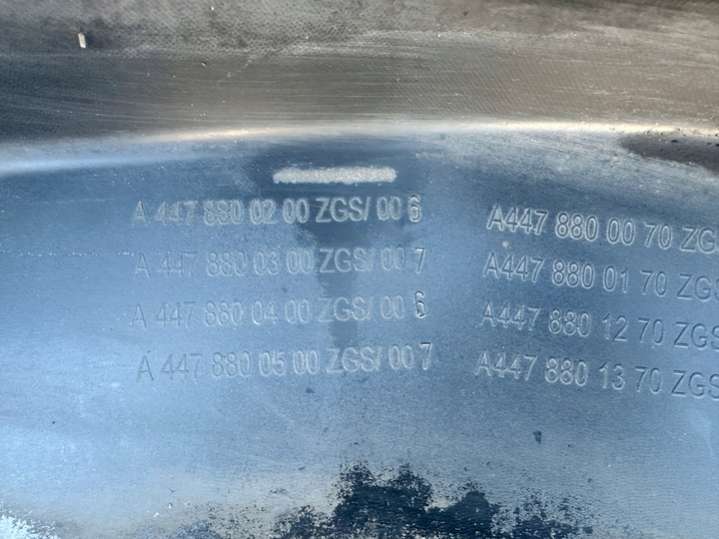 A 447 880 02 00 ZGS/ 00 6
A 447 880 03 00 ZGS/ 00 7
A 447 880 04 00 ZGS/ 00 6
A 447 880 05 00 ZGS/ 00 7
A447 880 00 70 ZGS
A447 880 01 70 ZGS
A447 880 12 70 ZGS
A447 880 13 70 ZGS